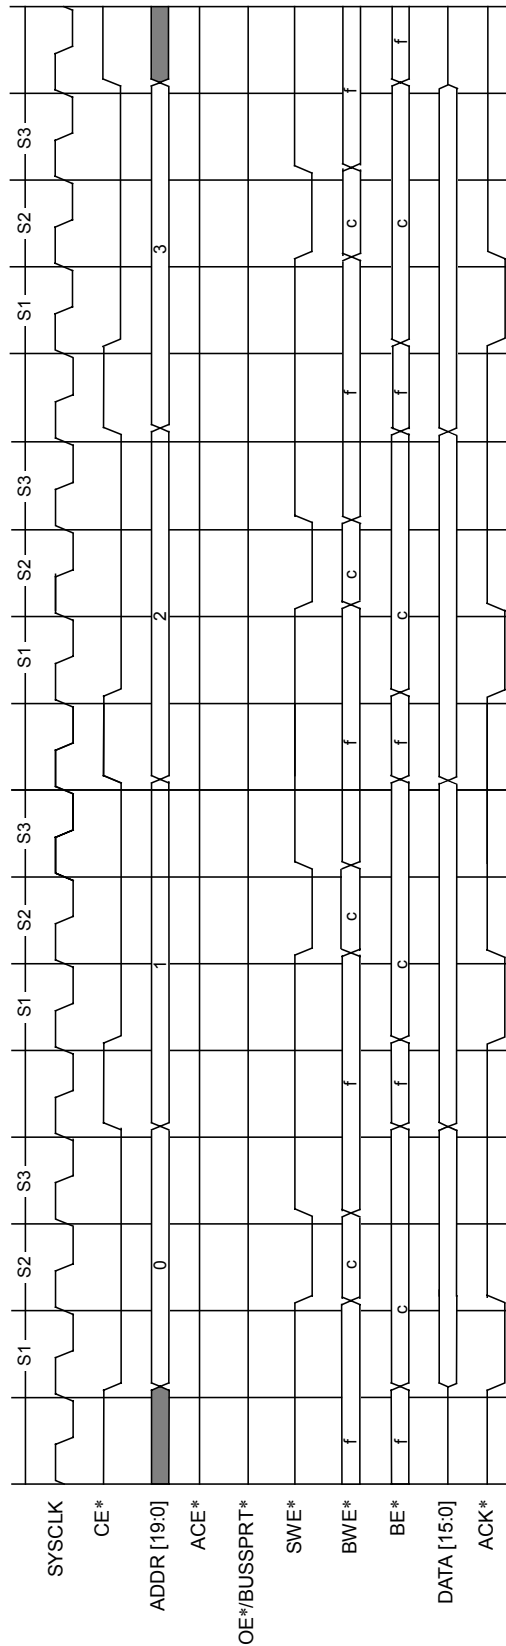 S1 S2 S3 S1 S2 S3 S1 S2 S3 S1 S2 S3
SYSCLK
CE*
ADDR [19:0] 0 1 2 3
ACE*
OE*/BUSSPRT*
SWE*
BWE* f c f c f c f c f
BE* f c f c f c f c f
DATA [15:0]
ACK*